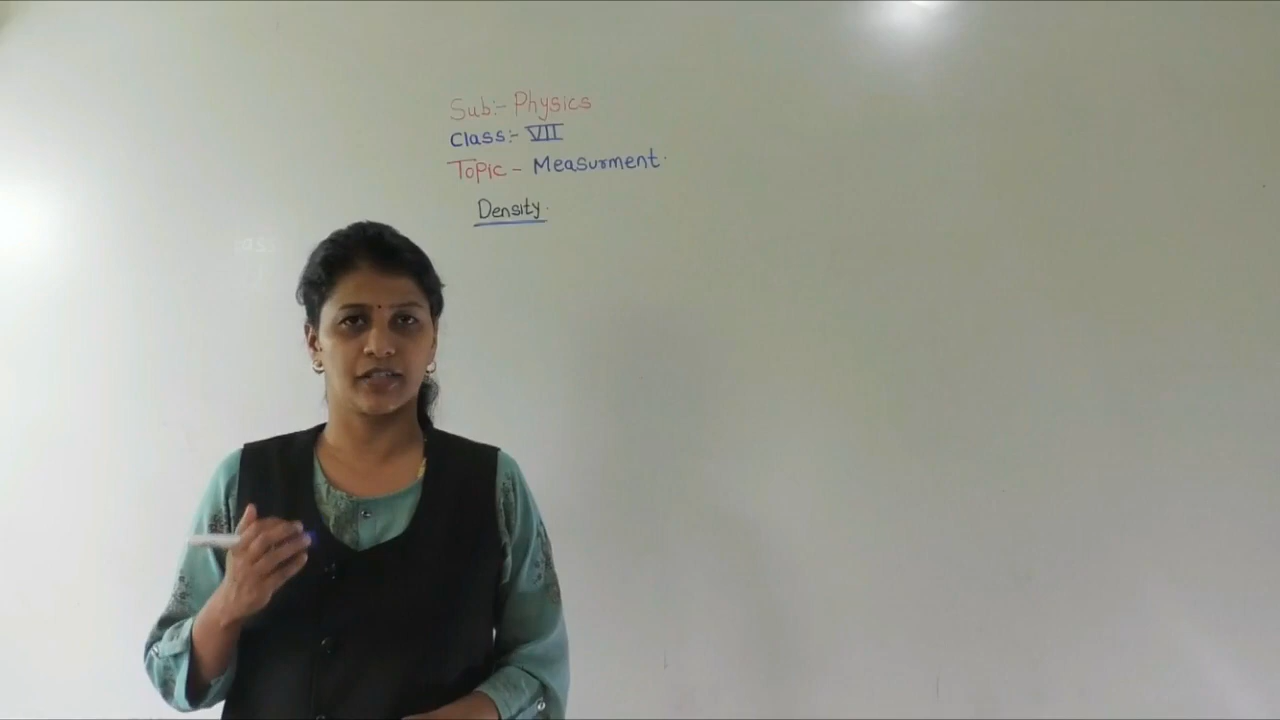 Sub:- Physics
Class:- VII
Topic - Measurment.
Density.